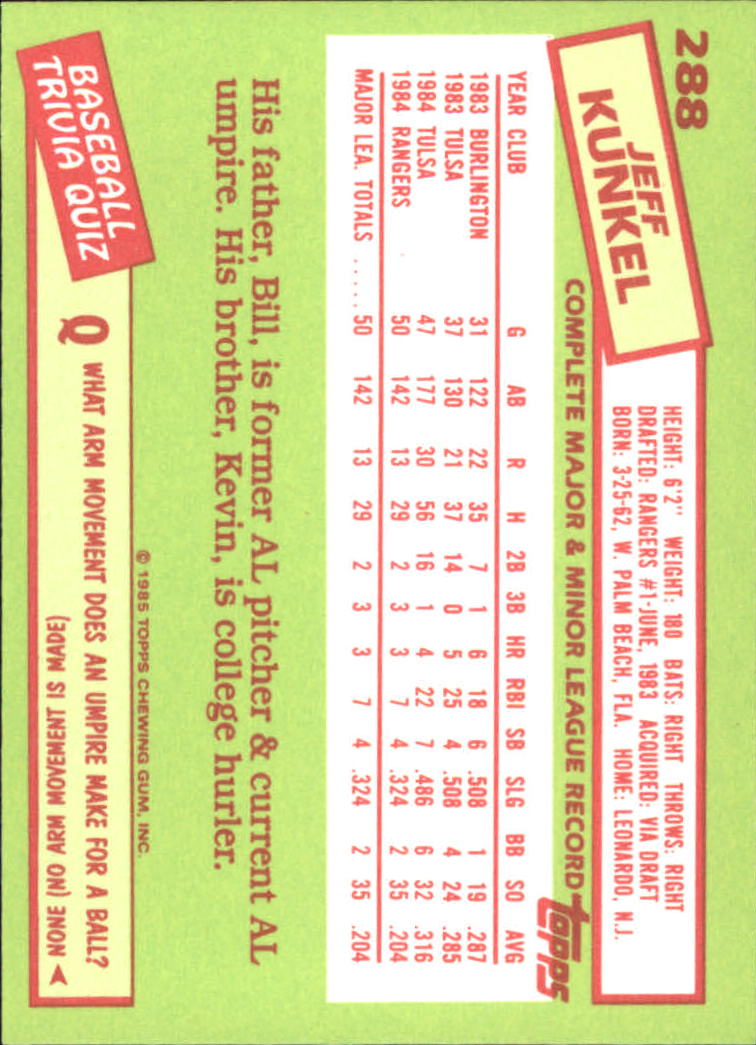 288
JEFF
KUNKEL
HEIGHT: 6'2" WEIGHT: 180 BATS: RIGHT THROWS: RIGHT
DRAFTED: RANGERS #1-JUNE, 1983 ACQUIRED: VIA DRAFT
BORN: 3-25-62, W. PALM BEACH, FLA. HOME: LEONARDO, N.J.
COMPLETE MAJOR & MINOR LEAGUE RECORD topps
YEAR CLUB G AB R H 2B 3B HR RBI SB SLG BB SO AVG
1983 BURLINGTON 31 122 22 35 7 1 6 18 6 .508 1 19 .287
1983 TULSA 37 130 21 37 14 0 5 25 4 .508 4 24 .285
1984 TULSA 47 177 30 56 16 1 4 22 7 .486 6 32 .316
1984 RANGERS 50 142 13 29 2 3 3 7 4 .324 2 35 .204
MAJOR LEA. TOTALS ..... 50 142 13 29 2 3 3 7 4 .324 2 35 .204
His father, Bill, is former AL pitcher & current AL
umpire. His brother, Kevin, is college hurler.
© 1985 TOPPS CHEWING GUM, INC.
BASEBALL
TRIVIA QUIZ
Q WHAT ARM MOVEMENT DOES AN UMPIRE MAKE FOR A BALL?
NONE (NO ARM MOVEMENT IS MADE)